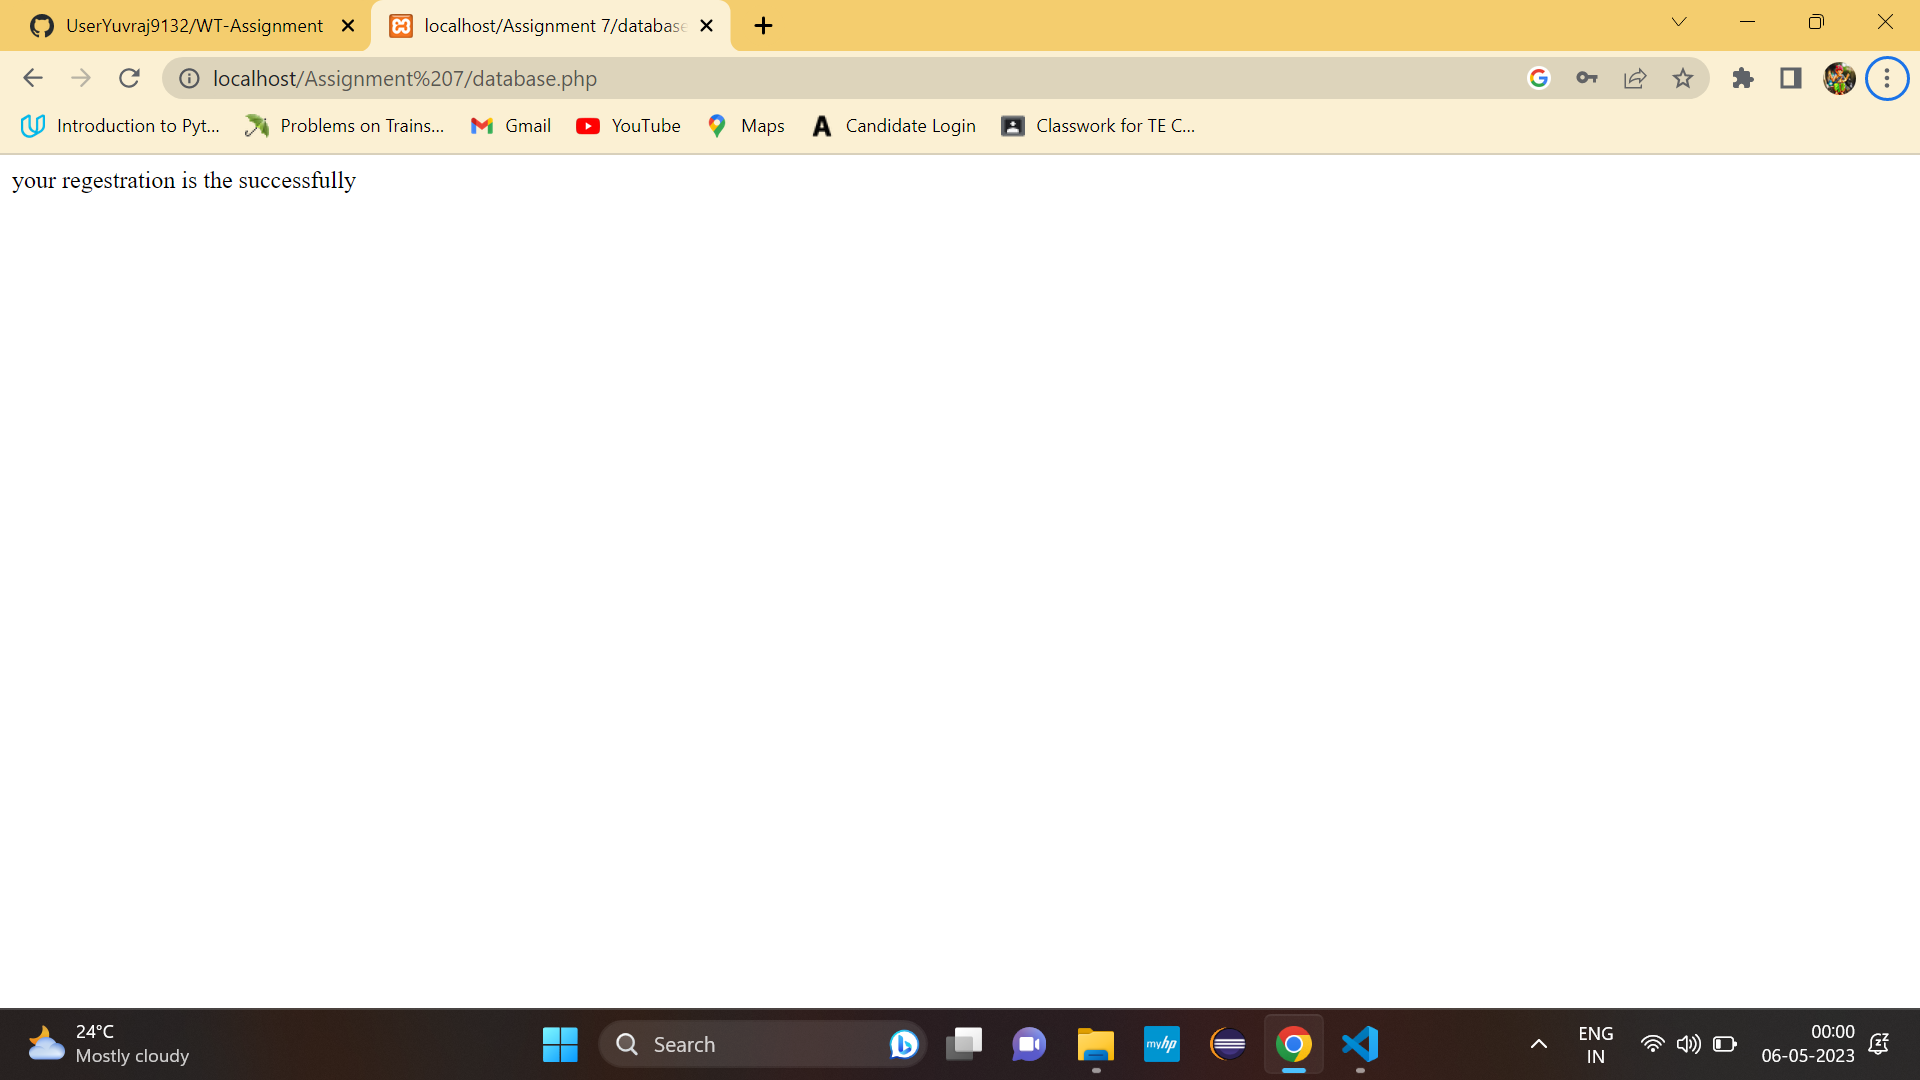 UserYuvraj9132/WT-Assignment
localhost/Assignment 7/database
localhost/Assignment%207/database.php
Introduction to Pyt...
Problems on Trains...
Gmail
YouTube
Maps
A
Candidate Login
Classwork for TE C...
your regestration is the successfully
24°C
Mostly cloudy
Search
myhp
ENG
IN
00:00
06-05-2023